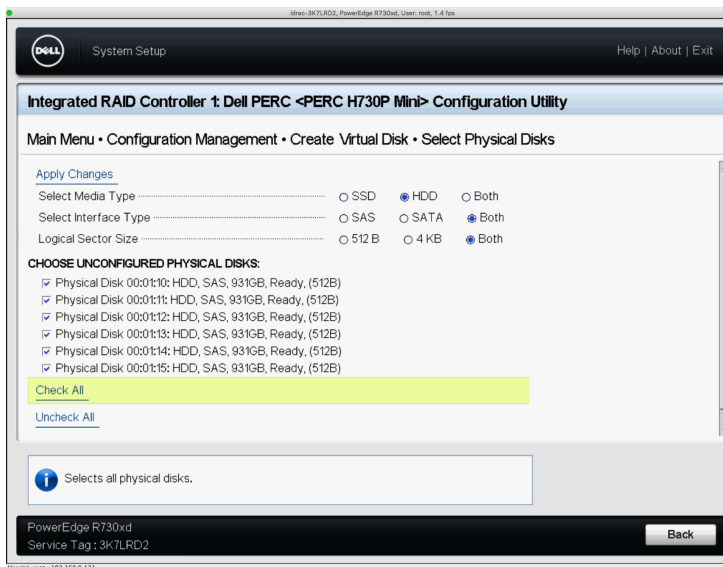 idrac-3K7LRD2, PowerEdge R730xd, User: root, 1.4 fps
DELL
System Setup
Help | About | Exit
Integrated RAID Controller 1: Dell PERC <PERC H730P Mini> Configuration Utility
Main Menu • Configuration Management • Create Virtual Disk • Select Physical Disks
Apply Changes
Select Media Type SSD HDD Both
Select Interface Type SAS SATA Both
Logical Sector Size 512 B 4 KB Both
CHOOSE UNCONFIGURED PHYSICAL DISKS:
Physical Disk 00:01:10: HDD, SAS, 931GB, Ready, (512B)
Physical Disk 00:01:11: HDD, SAS, 931GB, Ready, (512B)
Physical Disk 00:01:12: HDD, SAS, 931GB, Ready, (512B)
Physical Disk 00:01:13: HDD, SAS, 931GB, Ready, (512B)
Physical Disk 00:01:14: HDD, SAS, 931GB, Ready, (512B)
Physical Disk 00:01:15: HDD, SAS, 931GB, Ready, (512B)
Check All
Uncheck All
Selects all physical disks.
PowerEdge R730xd
Service Tag : 3K7LRD2
Back